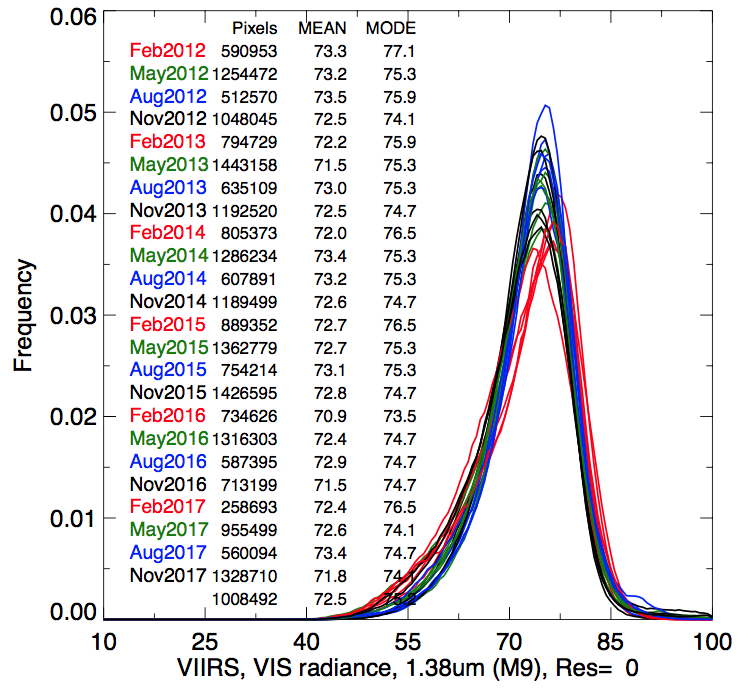 0.06
Pixels MEAN MODE
Feb2012 590953 73.3 77.1
May2012 1254472 73.2 75.3
Aug2012 512570 73.5 75.9
0.05
Nov2012 1048045 72.5 74.1
Feb2013 794729 72.2 75.9
May2013 1443158 71.5 75.3
Aug2013 635109 73.0 75.3
Nov2013 1192520 72.5 74.7
0.04
Feb2014 805373 72.0 76.5
May2014 1286234 73.4 75.3
Aug2014 607891 73.2 75.3
Nov2014 1189499 72.6 74.7
0.03
Feb2015 889352 72.7 76.5
May2015 1362779 72.7 75.3
Aug2015 754214 73.1 75.3
Nov2015 1426595 72.8 74.7
Feb2016 734626 70.9 73.5
0.02
May2016 1316303 72.4 74.7
Aug2016 587395 72.9 74.7
Nov2016 713199 71.5 74.7
Feb2017 258693 72.4 76.5
0.01
May2017 955499 72.6 74.1
Aug2017 560094 73.4 74.7
Nov2017 1328710 71.8
1008492 72.5
0.00
Frequency
10 25 40 55 70 85 100
VIIRS, VIS radiance, 1.38um (M9), Res= 0